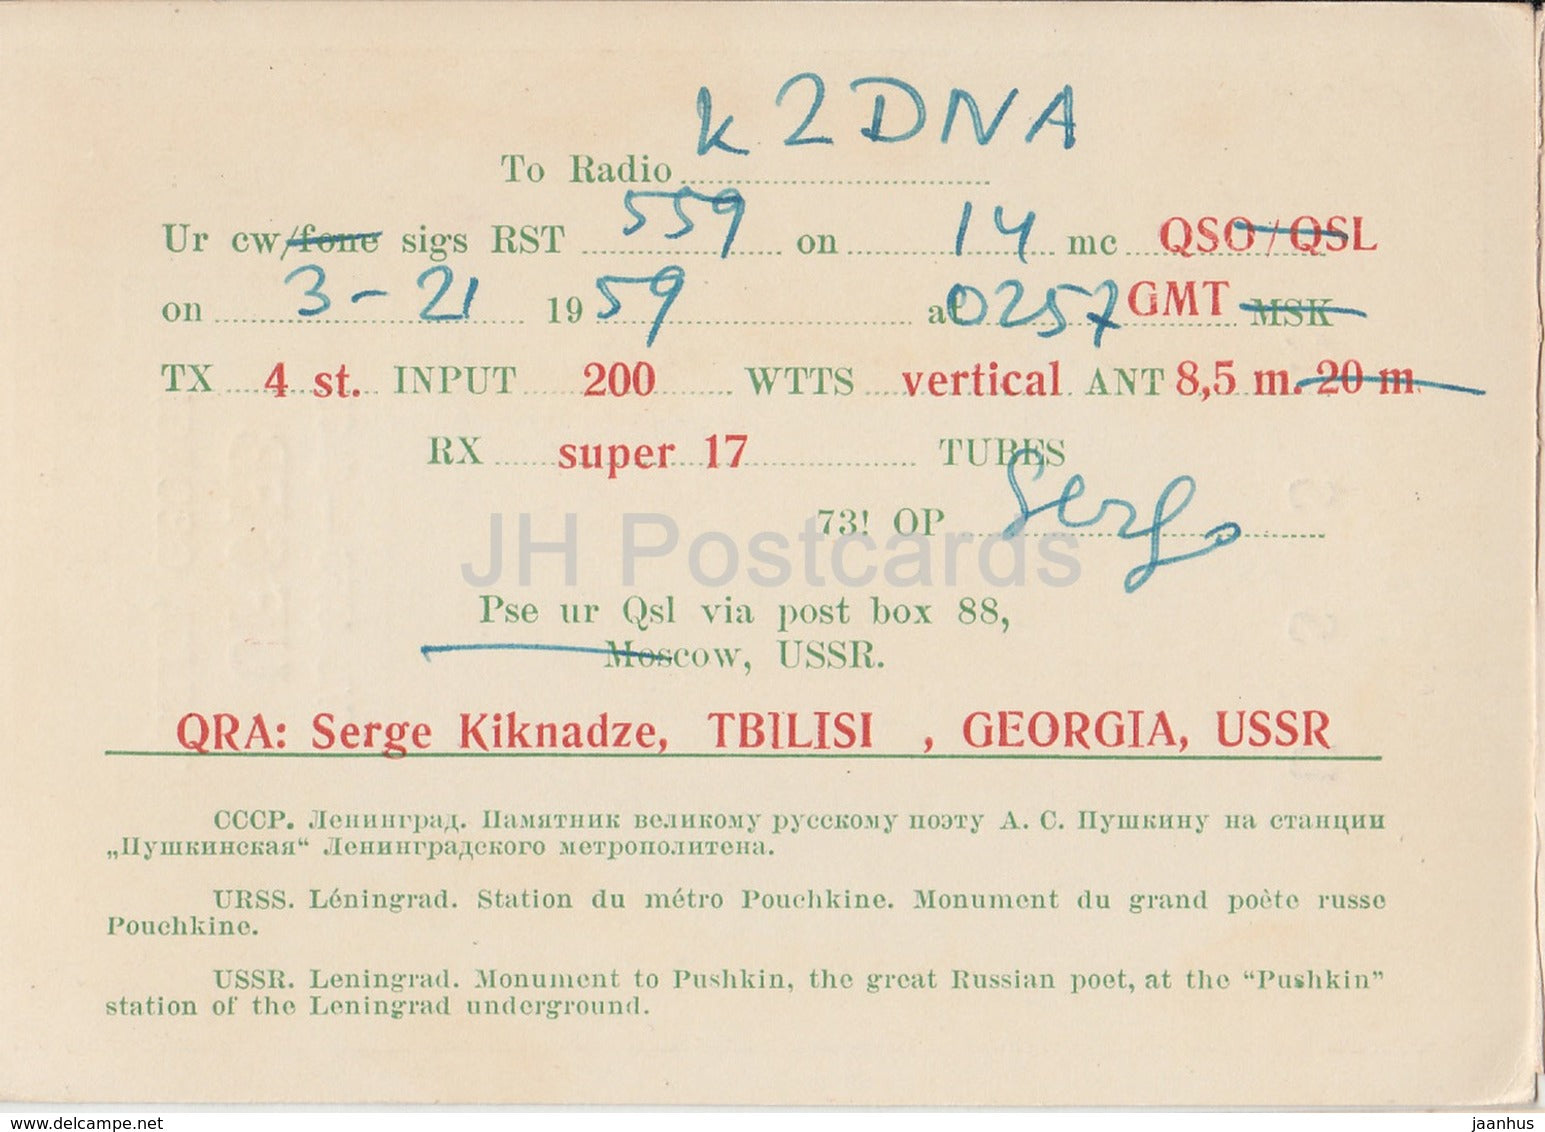 To Radio K2DNA
Ur cw/fone sigs RST 559 on 14 mc QSO/QSL
on 3-21 1959 at 0257 GMT MSK
TX 4 st. INPUT 200 WTTS vertical ANT 8,5 m. 20 m
RX super 17 TUBES
73! OP Sergo
JH Postcards
Pse ur Qsl via post box 88,
Moscow, USSR.
QRA: Serge Kiknadze, TBILISI , GEORGIA, USSR
СССР. Ленинград. Памятник великому русскому поэту А. С. Пушкину на станции
„Пушкинская“ Ленинградского метрополитена.
URSS. Léningrad. Station du métro Pouchkine. Monument du grand poète russe
Pouchkine.
USSR. Leningrad. Monument to Pushkin, the great Russian poet, at the “Pushkin”
station of the Leningrad underground.
www.delcampe.net
jaanhus